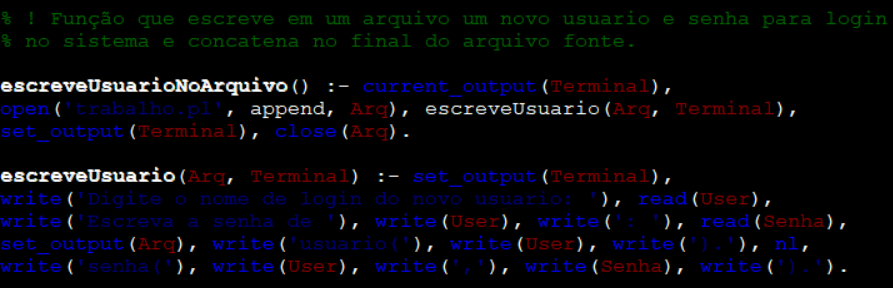 % ! Função que escreve em um arquivo um novo usuario e senha para login
% no sistema e concatena no final do arquivo fonte.
escreveUsuarioNoArquivo() :- current_output(Terminal),
open('trabalho.pl', append, Arq), escreveUsuario(Arq, Terminal),
set_output(Terminal), close(Arq).
escreveUsuario(Arq, Terminal) :- set_output(Terminal),
write('Digite o nome de login do novo usuario: '), read(User),
write('Escreva a senha de '), write(User), write(': '), read(Senha),
set_output(Arq), write('usuario('), write(User), write(').'), nl,
write('senha('), write(User), write(','), write(Senha), write(').').